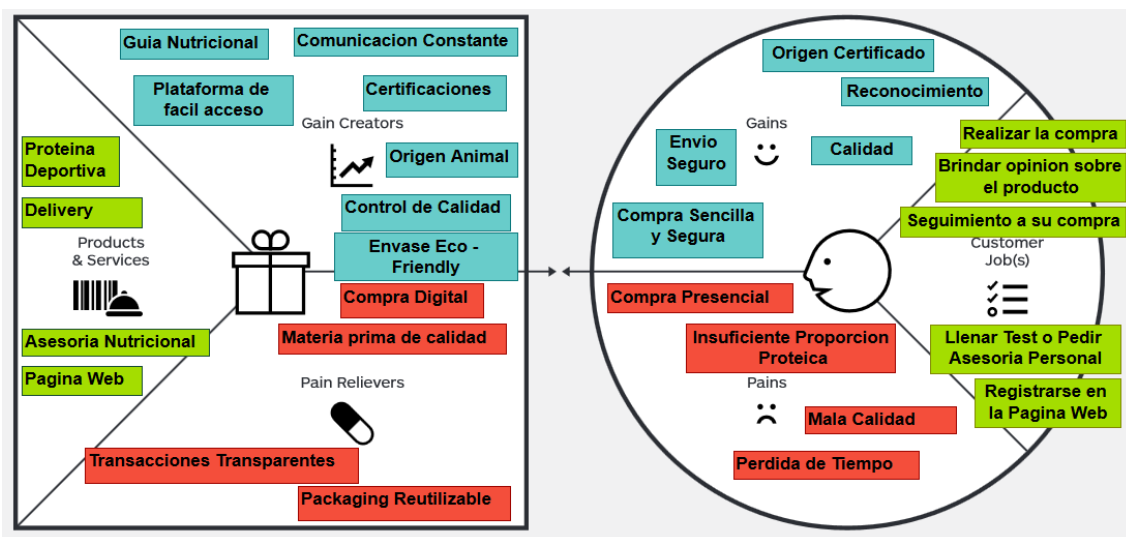 Guia Nutricional
Comunicacion Constante
Plataforma de
facil acceso
Certificaciones
Gain Creators
Origen Animal
Proteina
Deportiva
Delivery
Control de Calidad
Products
& Services
Envase Eco -
Friendly
Compra Digital
Materia prima de calidad
Asesoria Nutricional
Pagina Web
Pain Relievers
Transacciones Transparentes
Packaging Reutilizable
Origen Certificado
Reconocimiento
Gains
Envio
Seguro
Calidad
Realizar la compra
Brindar opinion sobre
el producto
Compra Sencilla
y Segura
Seguimiento a su compra
Customer
Job(s)
Compra Presencial
Insuficiente Proporcion
Proteica
Llenar Test o Pedir
Asesoria Personal
Pains
Registrarse en
la Pagina Web
Mala Calidad
Perdida de Tiempo